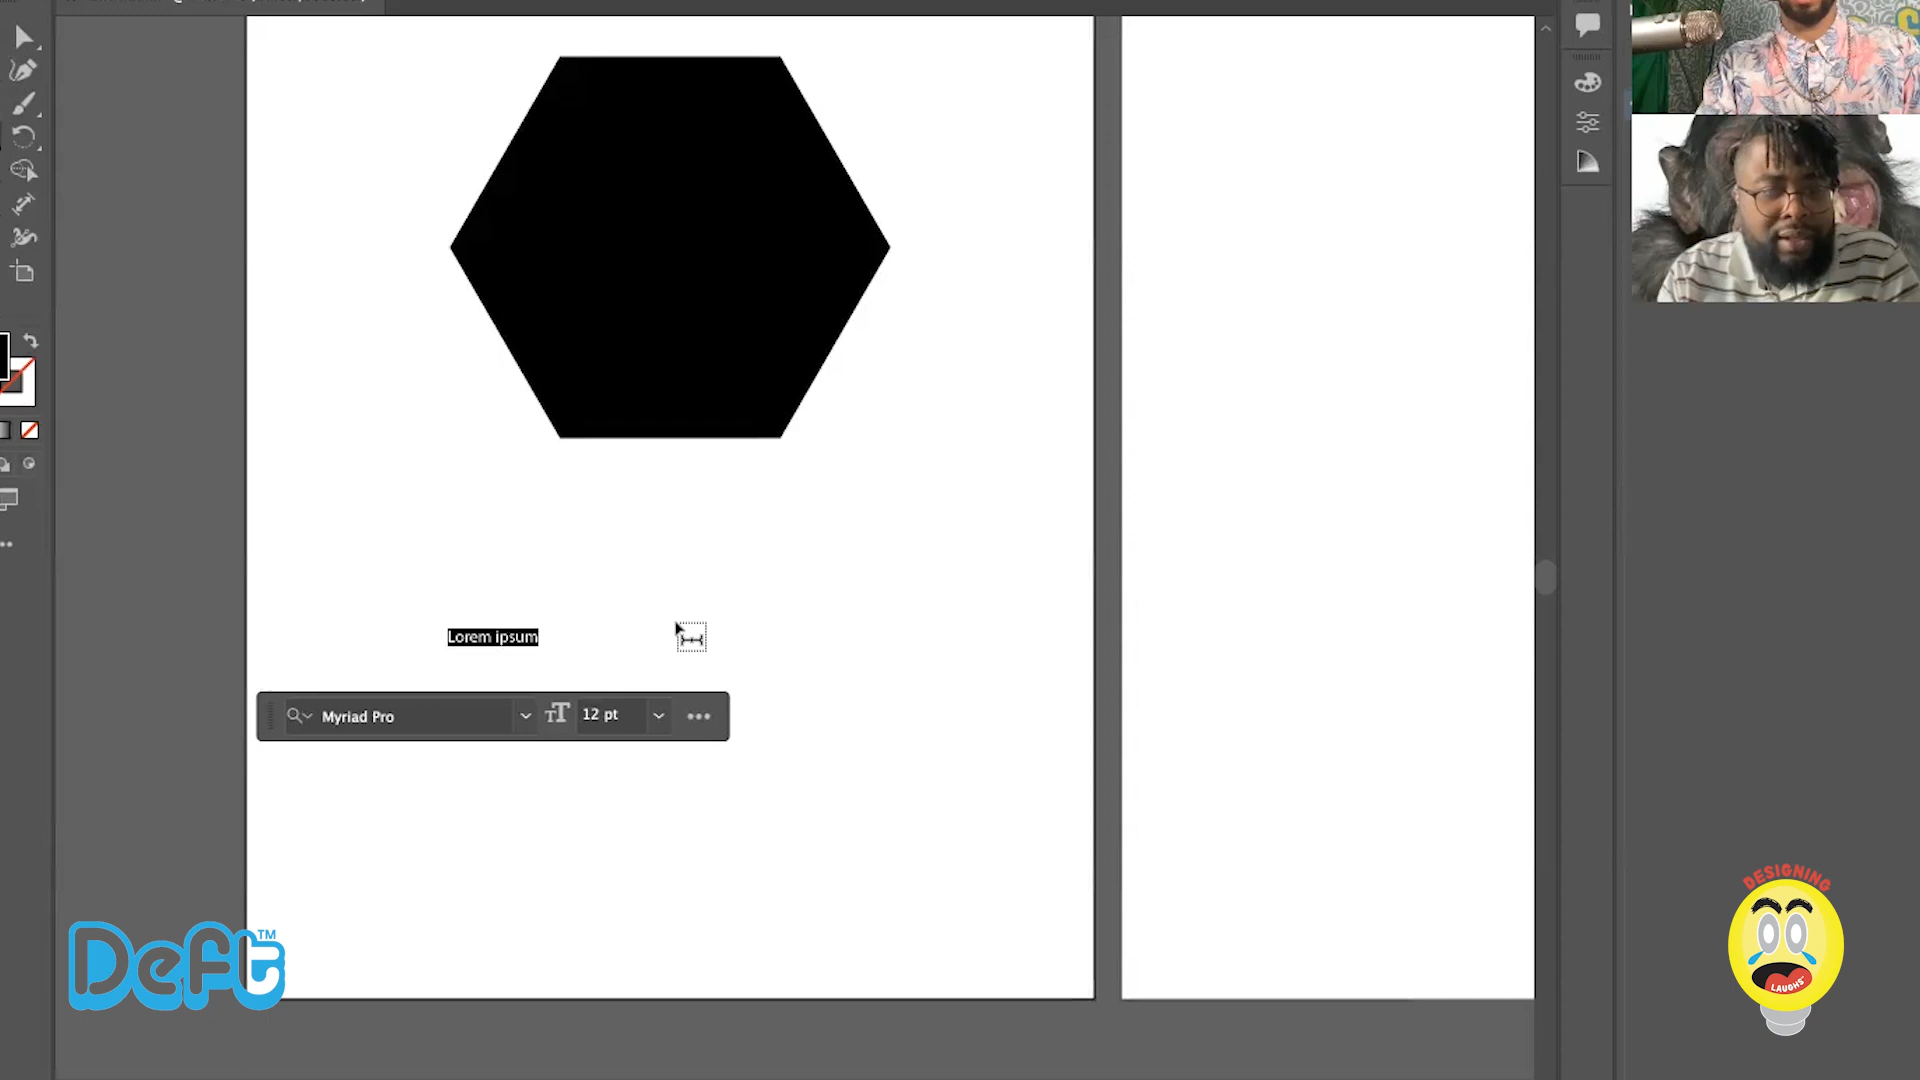 Lorem ipsum
Myriad Pro
12 pt
Deft™
DESIGNING
LAUGHS